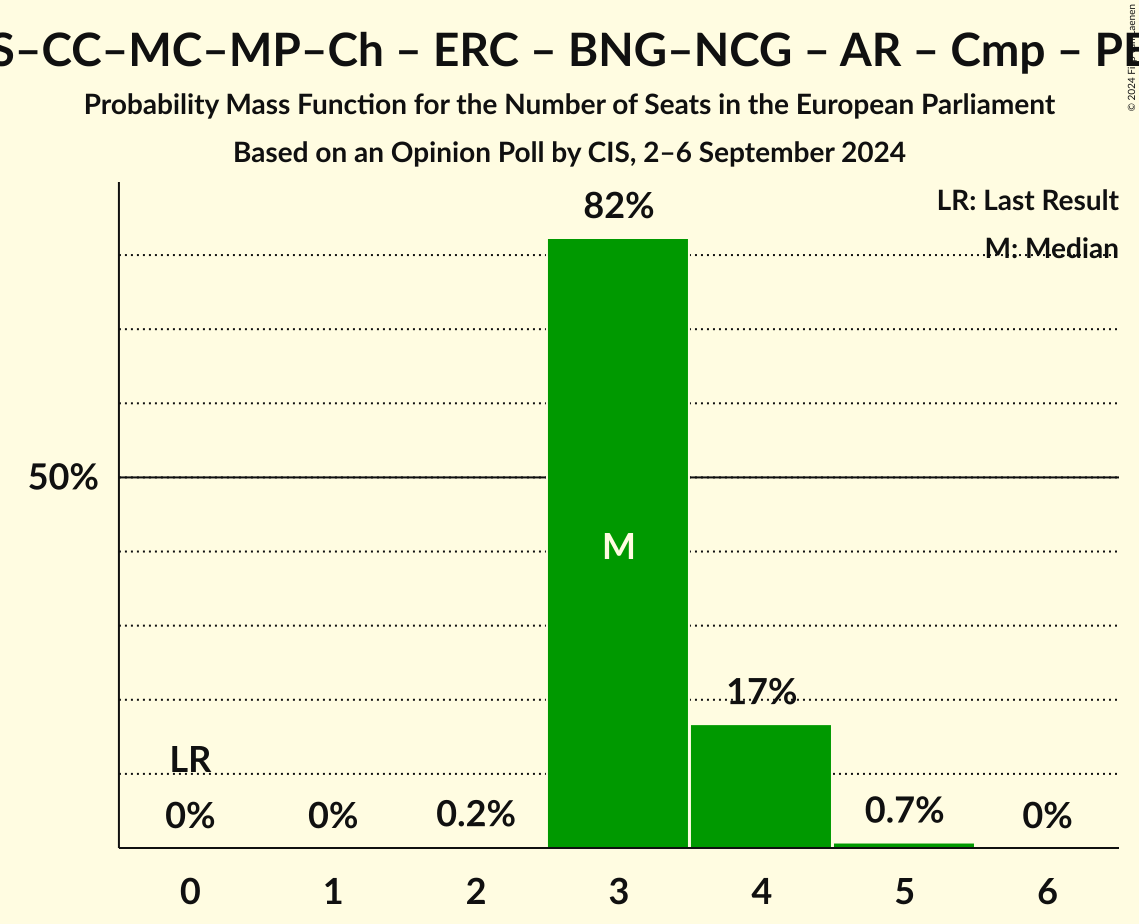 S–CC–MC–MP–Ch – ERC – BNG–NCG – AR – Cmp –
Probability Mass Function for the Number of Seats in the European Parliament
Based on an Opinion Poll by CIS, 2–6 September 2024
© 2024
LR: Last Result
M: Median
82%
50%
M
17%
LR
0%
0%
0.2%
0.7%
0%
0
1
2
3
4
5
6